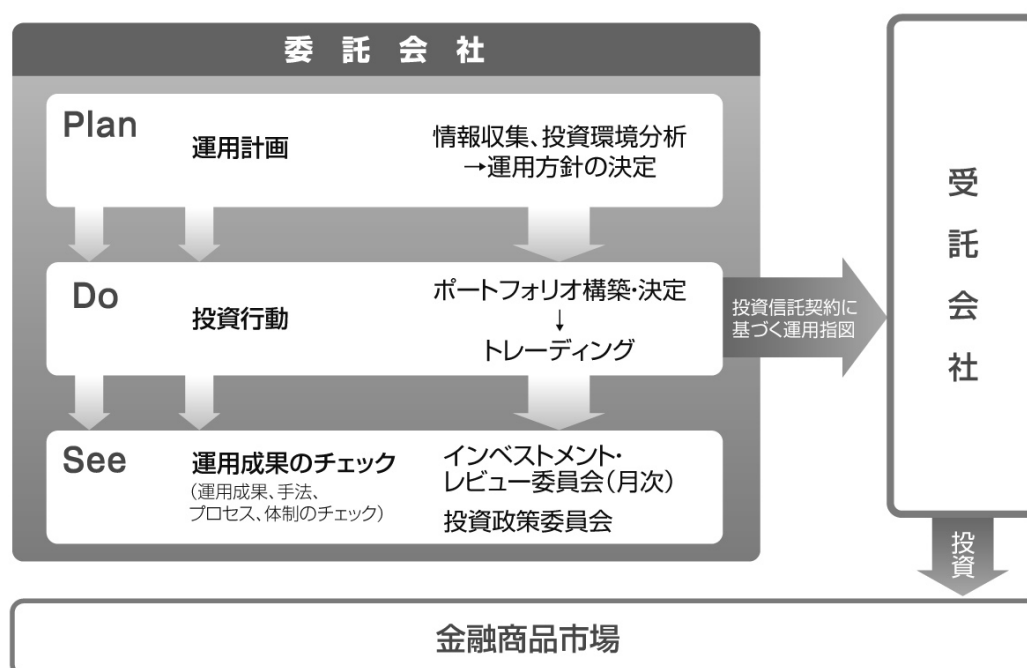 委託会社
Plan
運用計画
情報収集、投資環境分析
→運用方針の決定
Do
投資行動
ポートフォリオ構築・決定
↓
トレーディング
投資信託契約に
基づく運用指図
See
運用成果のチェック
(運用成果、手法、
プロセス、体制のチェック)
インベストメント・
レビュー委員会(月次)
投資政策委員会
受託会社
投資
金融商品市場